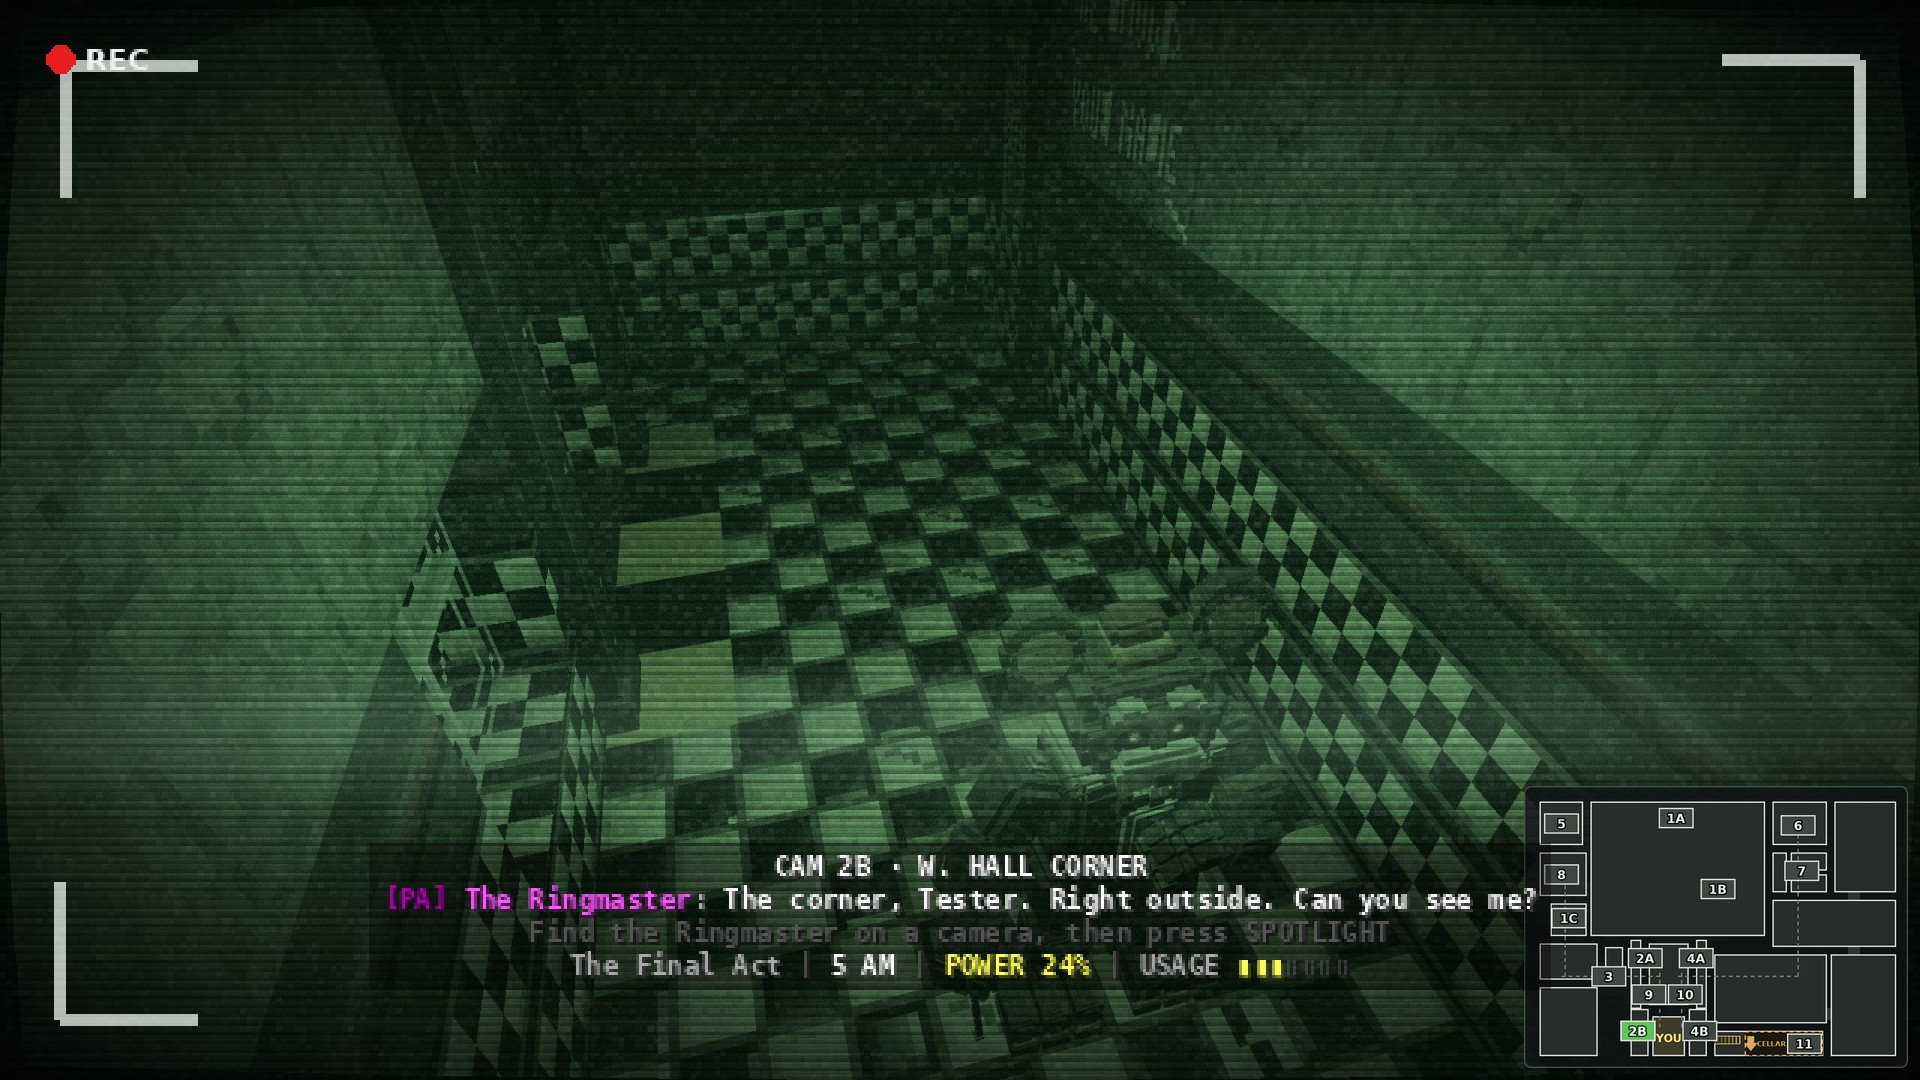 REC
CAM 2B · W. HALL CORNER
[PA] The Ringmaster: The corner, Tester. Right outside. Can you see me?
Find the Ringmaster on a camera, then press SPOTLIGHT
The Final Act | 5 AM | POWER 24% | USAGE
5
1A
6
8
7
1B
1C
2A
4A
3
9
10
2B
YOU
4B
CELLAR
11